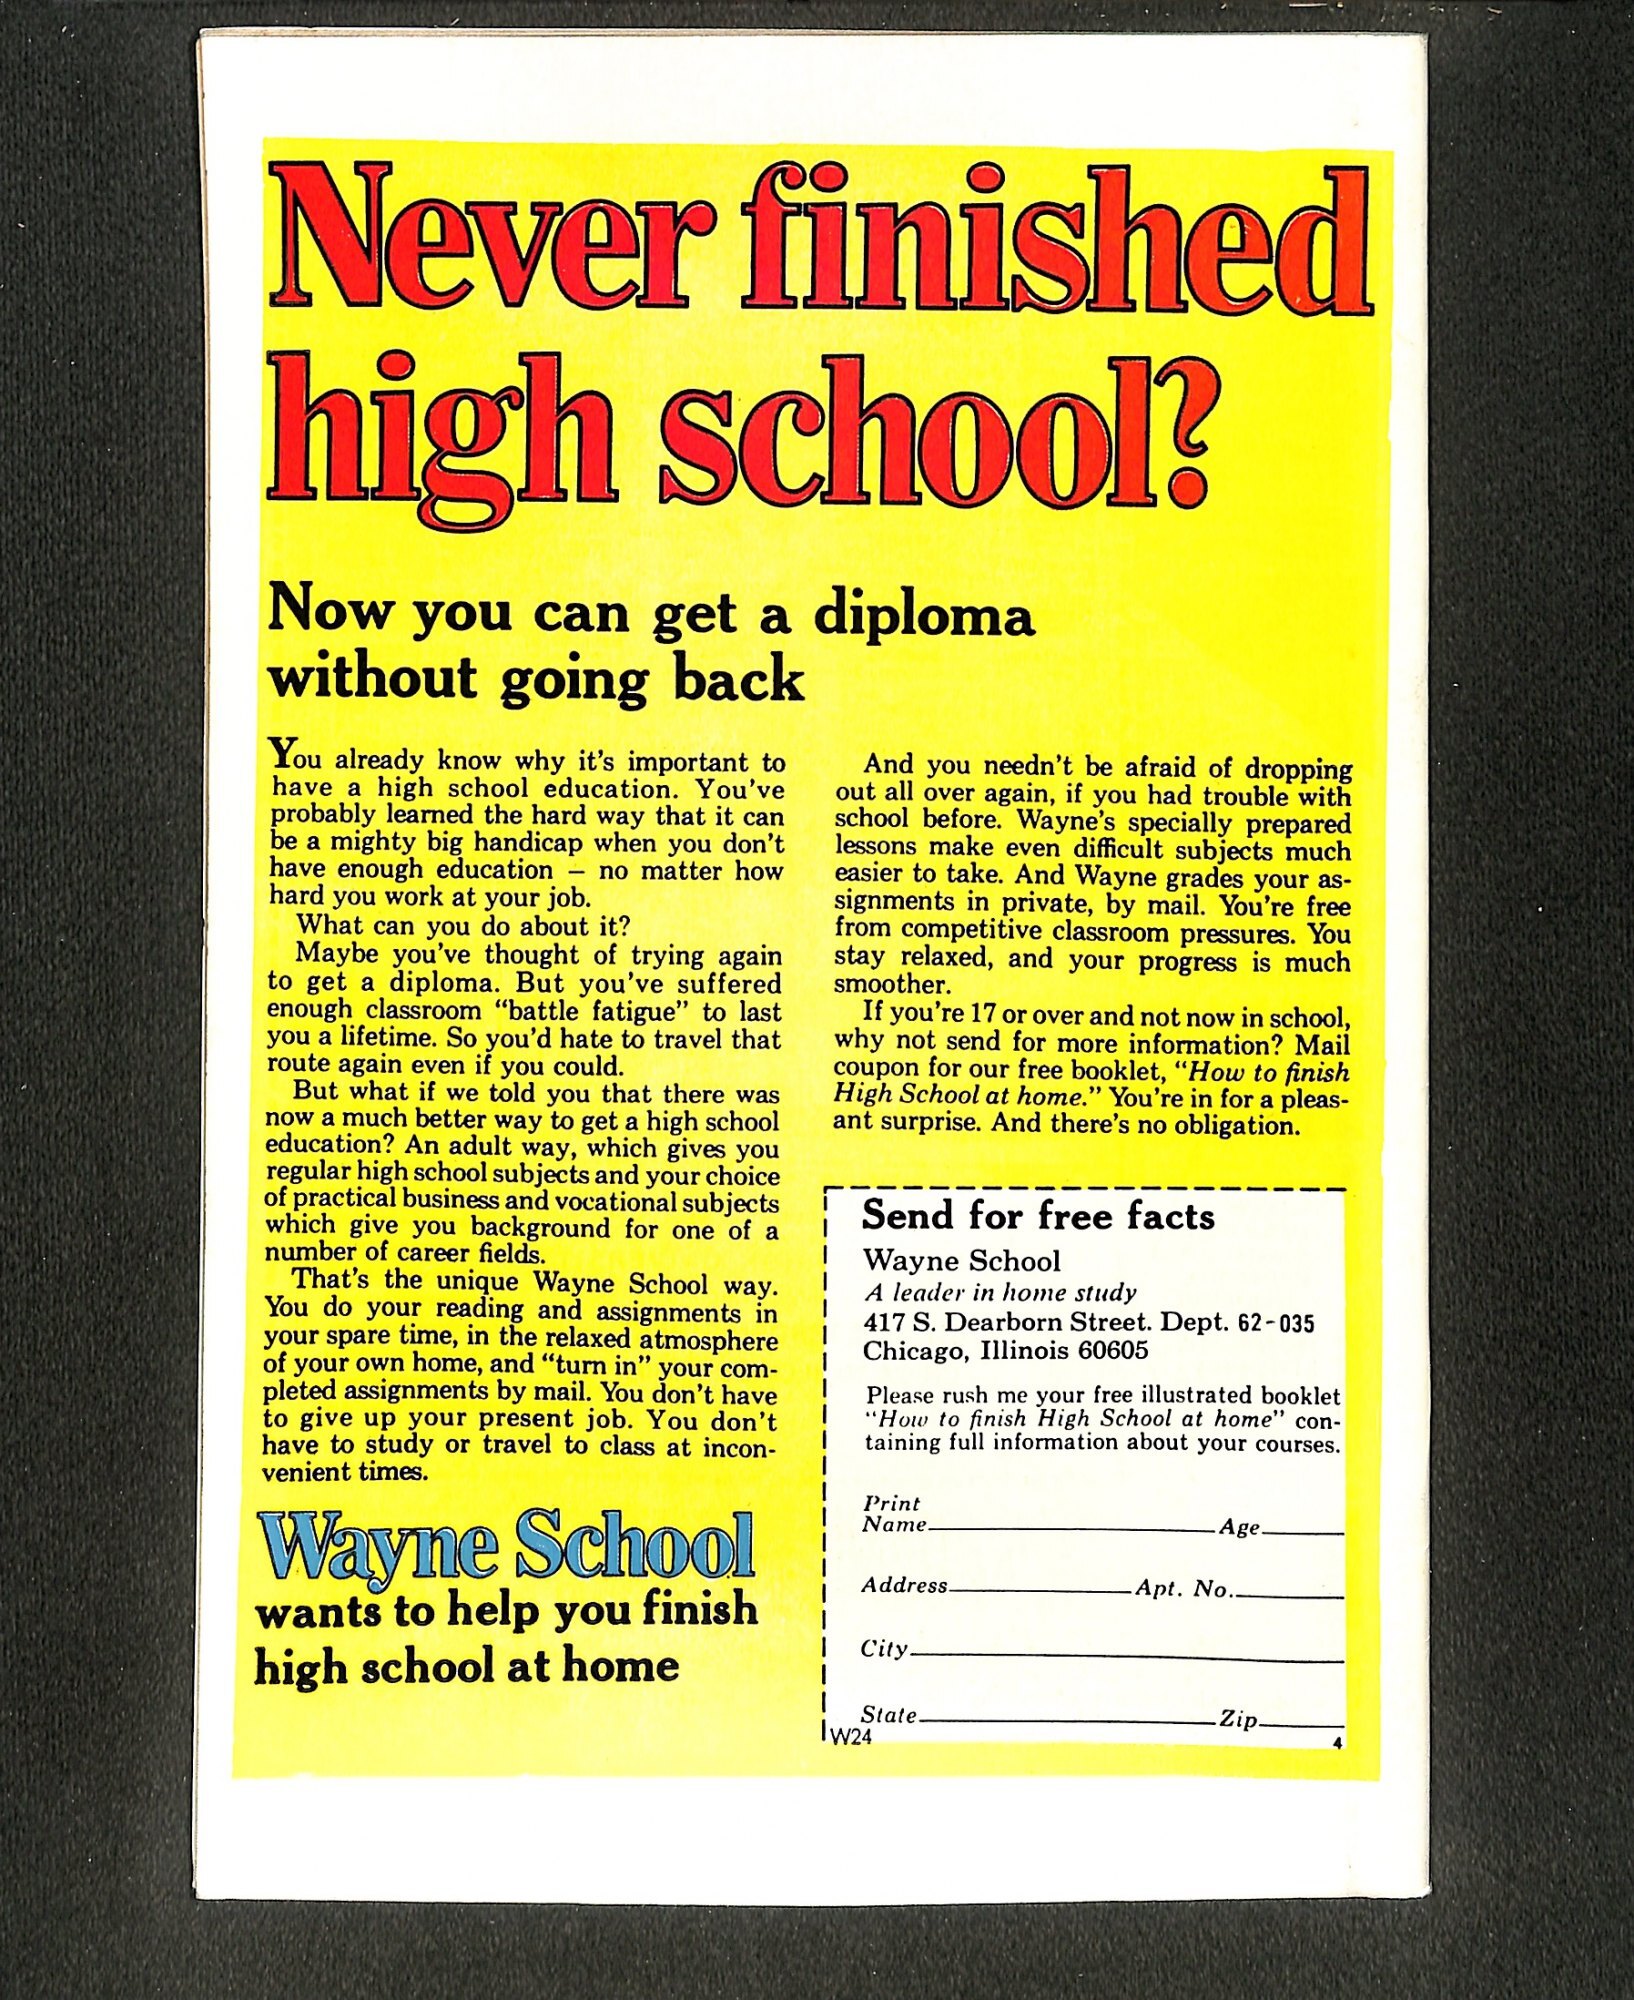 Never finished
high school?
Now you can get a diploma
without going back
You already know why it's important to
have a high school education. You've
probably learned the hard way that it can
be a mighty big handicap when you don't
have enough education – no matter how
hard you work at your job.
What can you do about it?
Maybe you've thought of trying again
to get a diploma. But you've suffered
enough classroom "battle fatigue" to last
you a lifetime. So you'd hate to travel that
route again even if you could.
But what if we told you that there was
now a much better way to get a high school
education? An adult way, which gives you
regular high school subjects and your choice
of practical business and vocational subjects
which give you background for one of a
number of career fields.
That's the unique Wayne School way.
You do your reading and assignments in
your spare time, in the relaxed atmosphere
of your own home, and "turn in" your com-
pleted assignments by mail. You don't have
to give up your present job. You don't
have to study or travel to class at incon-
venient times.
Wayne School
wants to help you finish
high school at home
And you needn't be afraid of dropping
out all over again, if you had trouble with
school before. Wayne's specially prepared
lessons make even difficult subjects much
easier to take. And Wayne grades your as-
signments in private, by mail. You're free
from competitive classroom pressures. You
stay relaxed, and your progress is much
smoother.
If you're 17 or over and not now in school,
why not send for more information? Mail
coupon for our free booklet, "How to finish
High School at home." You're in for a pleas-
ant surprise. And there's no obligation.
Send for free facts
Wayne School
A leader in home study
417 S. Dearborn Street. Dept. 62-035
Chicago, Illinois 60605
Please rush me your free illustrated booklet
"How to finish High School at home" con-
taining full information about your courses.
Print
Name Age
Address Apt. No.
City
State Zip
W24 4